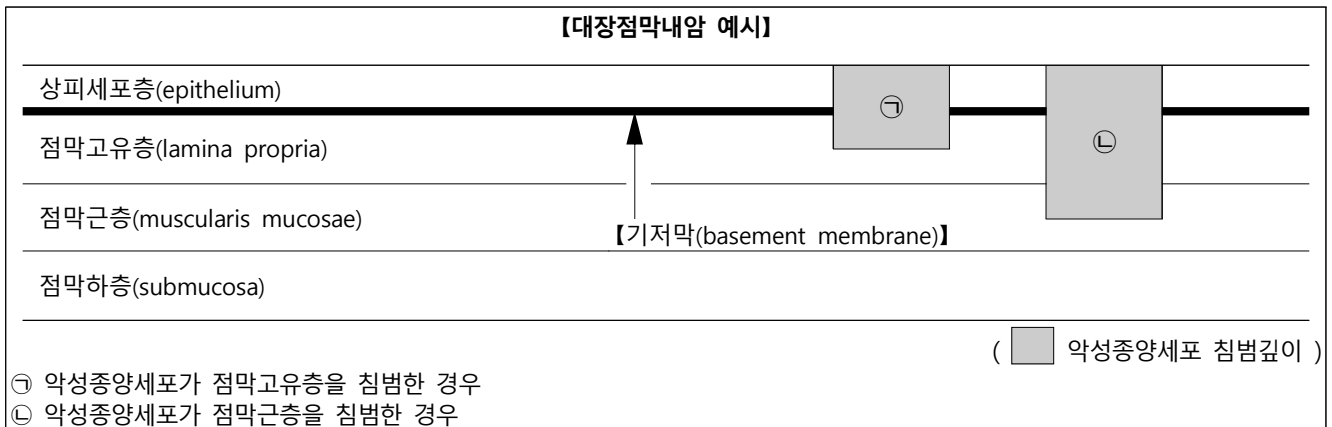 【대장점막내암 예시】
상피세포층(epithelium)
㉠
점막고유층(lamina propria)
㉡
점막근층(muscularis mucosae)
【기저막(basement membrane)】
점막하층(submucosa)
( 악성종양세포 침범깊이 )
㉠ 악성종양세포가 점막고유층을 침범한 경우
㉡ 악성종양세포가 점막근층을 침범한 경우